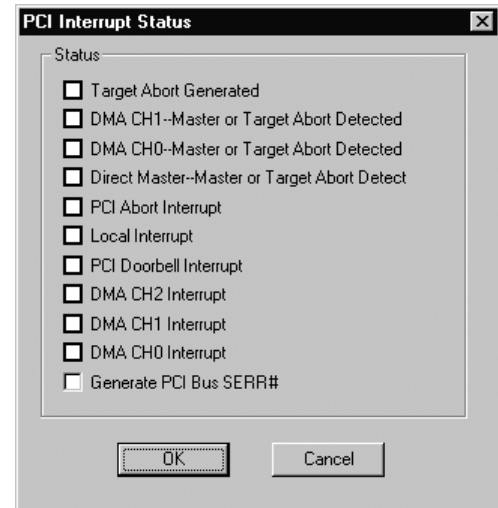 PCI Interrupt Status
Status
Target Abort Generated
DMA CH1--Master or Target Abort Detected
DMA CH0--Master or Target Abort Detected
Direct Master--Master or Target Abort Detect
PCI Abort Interrupt
Local Interrupt
PCI Doorbell Interrupt
DMA CH2 Interrupt
DMA CH1 Interrupt
DMA CH0 Interrupt
Generate PCI Bus SERR#
OK
Cancel